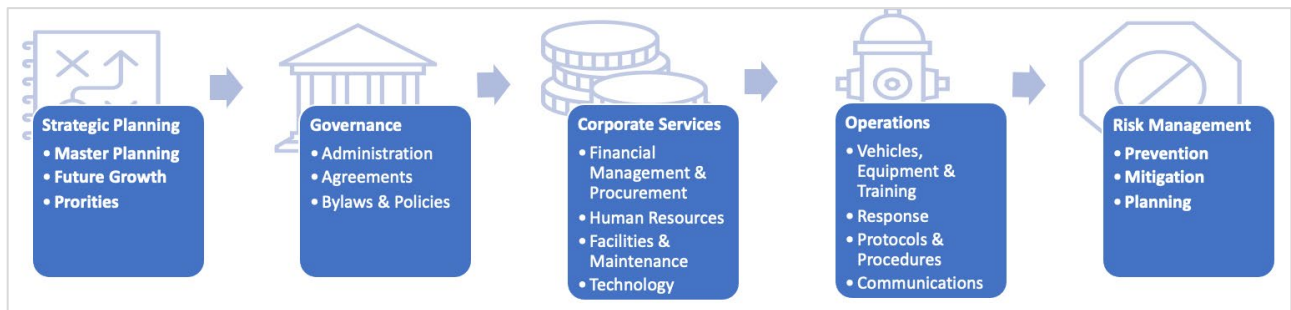 Strategic Planning
• Master Planning
• Future Growth
• Prorities
Governance
• Administration
• Agreements
• Bylaws & Policies
Corporate Services
• Financial
Management &
Procurement
• Human Resources
• Facilities &
Maintenance
• Technology
Operations
• Vehicles,
Equipment &
Training
• Response
• Protocols &
Procedures
• Communications
Risk Management
• Prevention
• Mitigation
• Planning